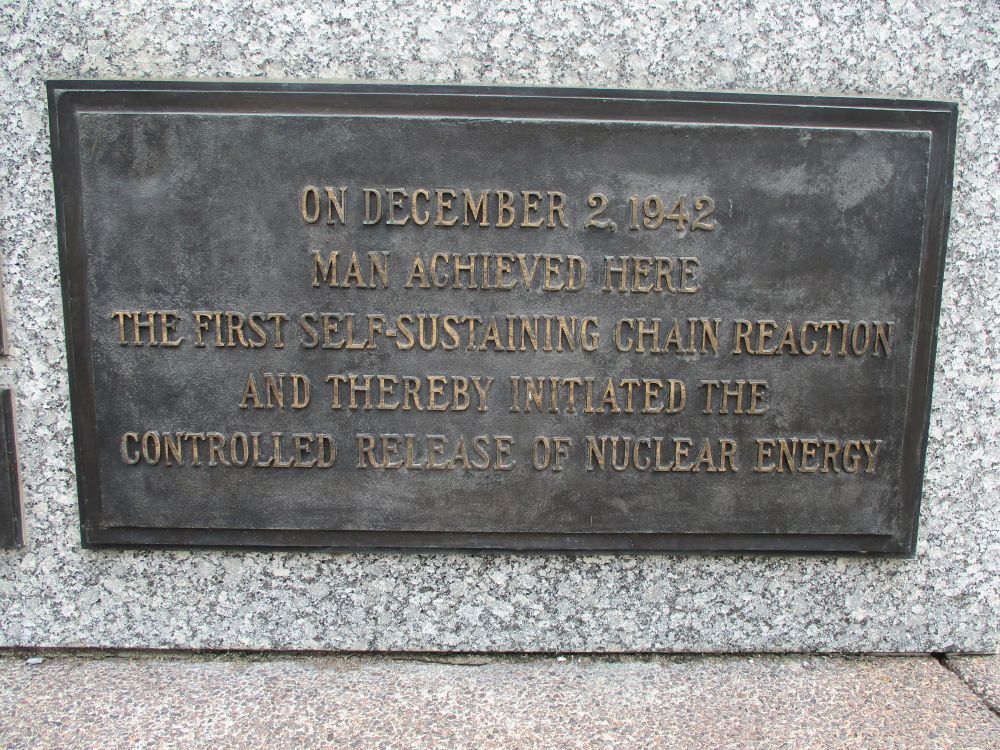 ON DECEMBER 2, 1942
MAN ACHIEVED HERE
THE FIRST SELF-SUSTAINING CHAIN REACTION
AND THEREBY INITIATED THE
CONTROLLED RELEASE OF NUCLEAR ENERGY